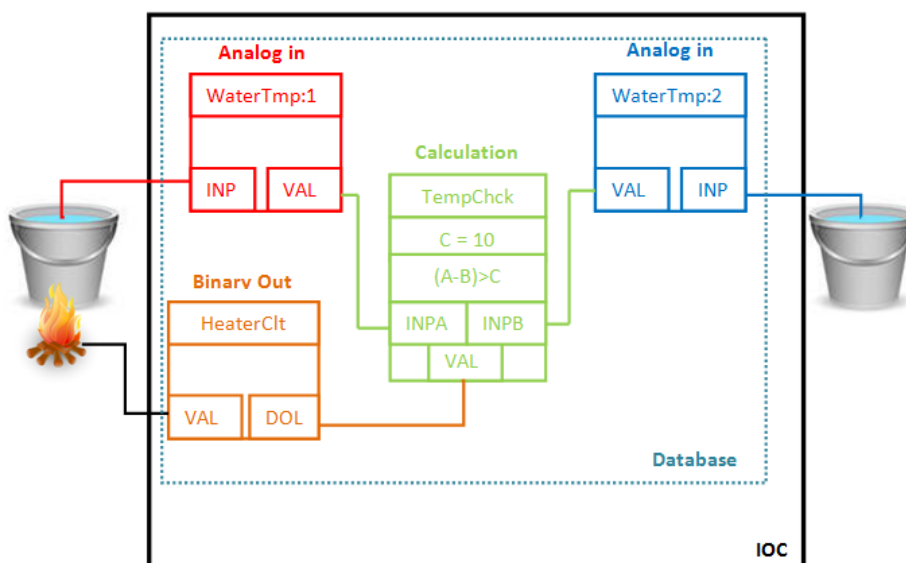 Analog in
WaterTmp:1
INP
VAL
Analog in
WaterTmp:2
VAL
INP
Calculation
TempChck
C = 10
(A-B)>C
INPA
INPB
VAL
Binary Out
HeaterClt
VAL
DOL
Database
IOC